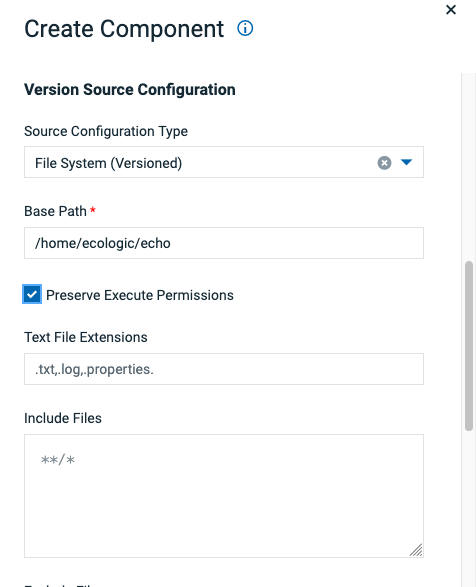 Create Component
Version Source Configuration
Source Configuration Type
File System (Versioned)
Base Path *
/home/ecologic/echo
Preserve Execute Permissions
Text File Extensions
.txt,.log,.properties.
Include Files
**/*